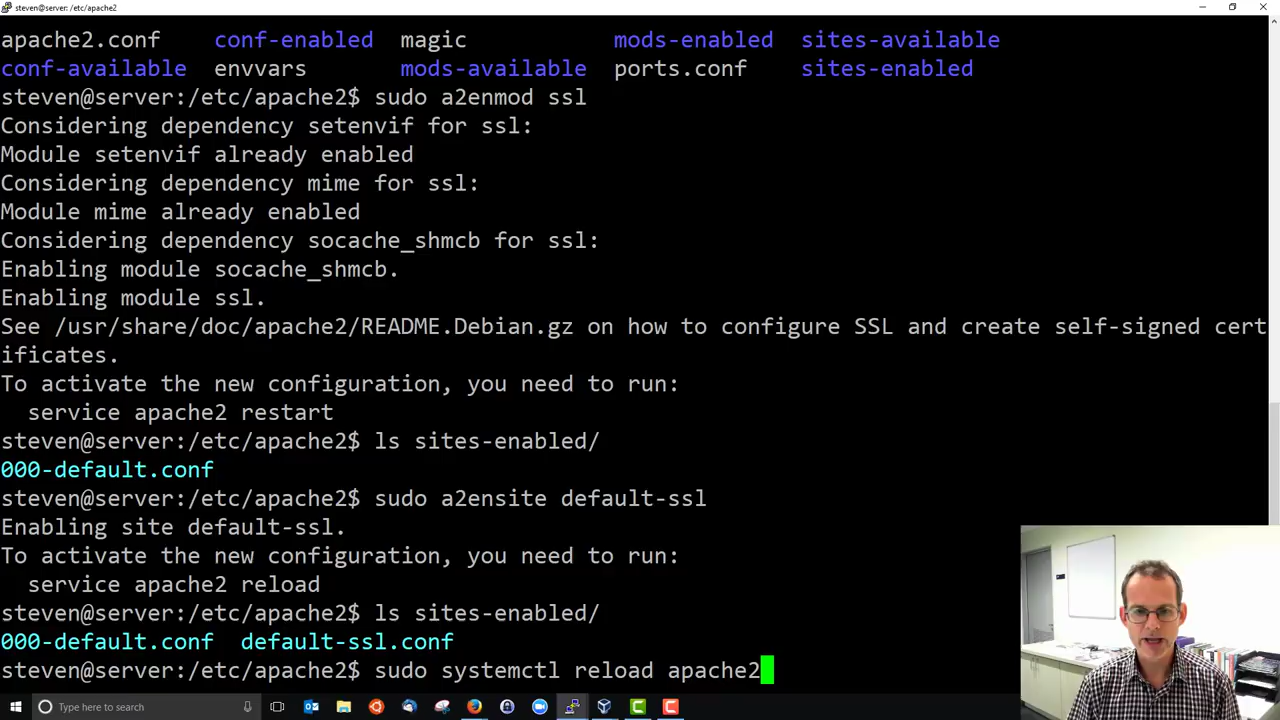 steven@server: /etc/apache2
apache2.conf conf-enabled magic mods-enabled sites-available
conf-available envvars mods-available ports.conf sites-enabled
steven@server:/etc/apache2$ sudo a2enmod ssl
Considering dependency setenvif for ssl:
Module setenvif already enabled
Considering dependency mime for ssl:
Module mime already enabled
Considering dependency socache_shmcb for ssl:
Enabling module socache_shmcb.
Enabling module ssl.
See /usr/share/doc/apache2/README.Debian.gz on how to configure SSL and create self-signed cert
ificates.
To activate the new configuration, you need to run:
  service apache2 restart
steven@server:/etc/apache2$ ls sites-enabled/
000-default.conf
steven@server:/etc/apache2$ sudo a2ensite default-ssl
Enabling site default-ssl.
To activate the new configuration, you need to run:
  service apache2 reload
steven@server:/etc/apache2$ ls sites-enabled/
000-default.conf  default-ssl.conf
steven@server:/etc/apache2$ sudo systemctl reload apache2
Type here to search